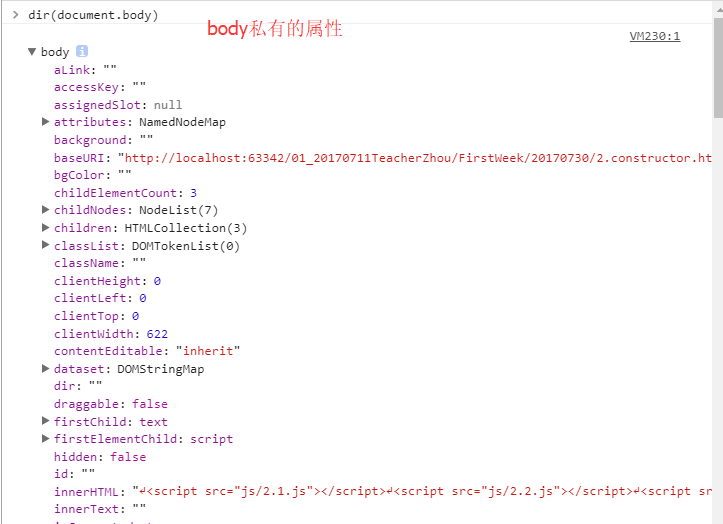 dir(document.body)
body私有的属性
VM230:1
body i
aLink: ""
accessKey: ""
assignedSlot: null
attributes: NamedNodeMap
background: ""
baseURI: "http://localhost:63342/01_20170711TeacherZhou/FirstWeek/20170730/2.constructor.ht
bgColor: ""
childElementCount: 3
childNodes: NodeList(7)
children: HTMLCollection(3)
classList: DOMTokenList(0)
className: ""
clientHeight: 0
clientLeft: 0
clientTop: 0
clientWidth: 622
contentEditable: "inherit"
dataset: DOMStringMap
dir: ""
draggable: false
firstChild: text
firstElementChild: script
hidden: false
id: ""
innerHTML: "↵<script src="js/2.1.js"></script>↵<script src="js/2.2.js"></script>↵<script sr
innerText: ""